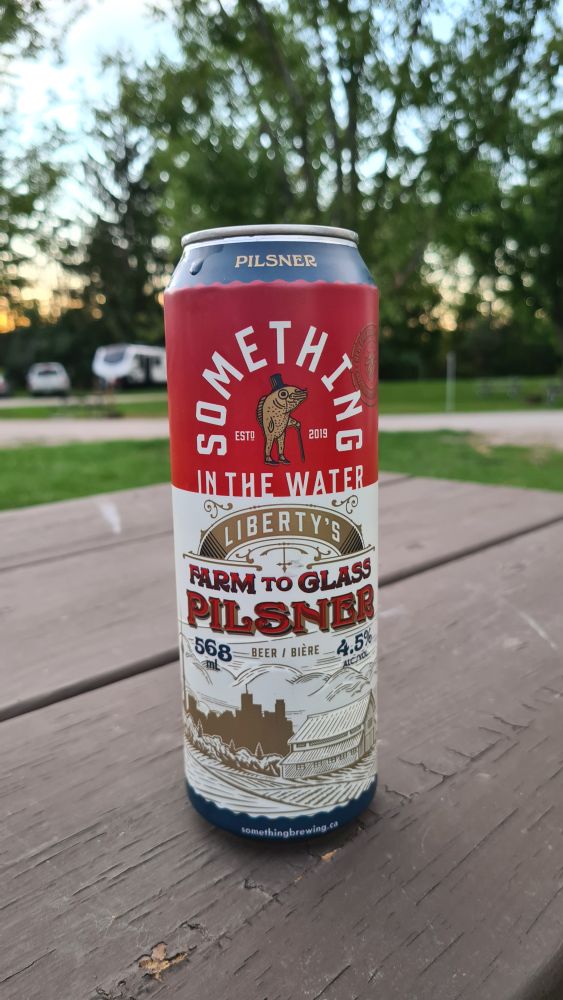 PILSNER
SOMETHING
ESTD 2019
IN THE WATER
LIBERTY'S
FARM TO GLASS
PILSNER
568 mL
BEER / BIÈRE
4.5% ALC./VOL.
somethingbrewing.ca